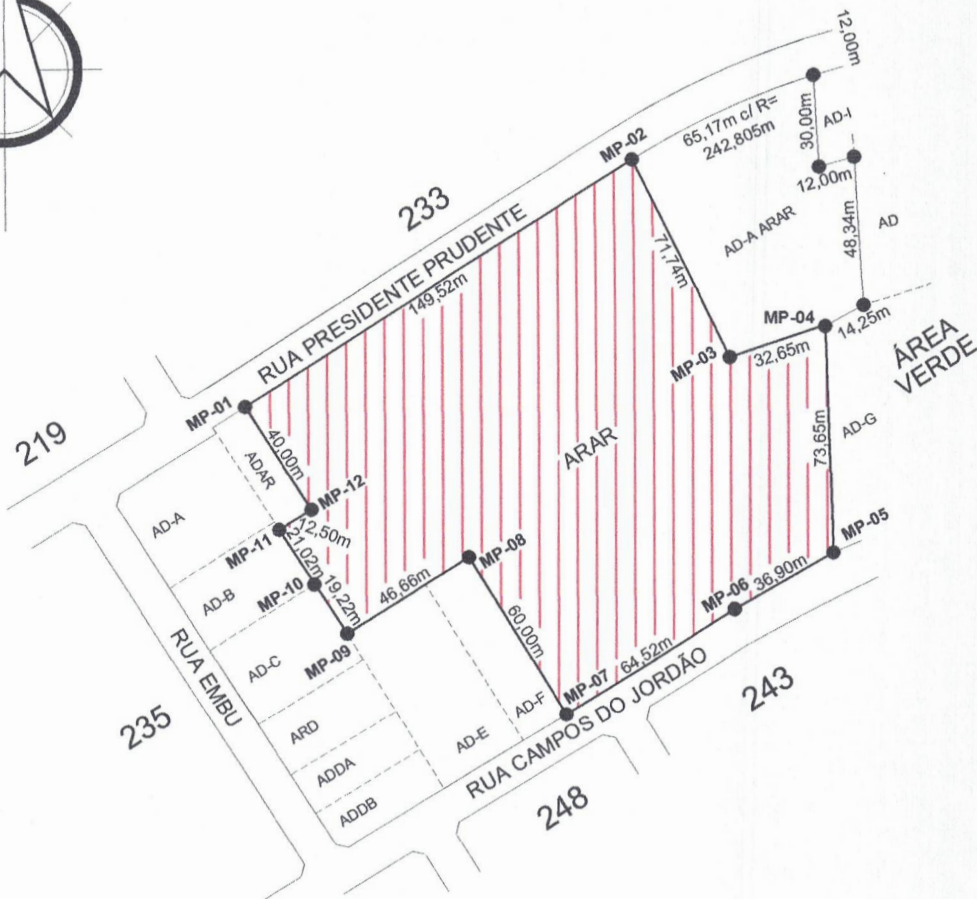 12,00m
65,17m c/ R=
242,805m
30,00m
AD-I
MP-02
12,00m
233
AD-A ARAR
48,34m
AD
RUA PRESIDENTE PRUDENTE
149,52m
71,74m
MP-04
14,25m
ÁREA
VERDE
MP-03
32,65m
MP-01
219
40,00m
ADAR
ARAR
73,65m
AD-G
MP-12
12,50m
AD-A
MP-11
21,02m
MP-08
MP-05
MP-10
19,22m
46,66m
36,90m
AD-B
MP-06
60,00m
AD-C
MP-09
64,52m
RUA EMBU
MP-07
RUA CAMPOS DO JORDÃO
243
235
AD-F
ARD
AD-E
ADDA
ADDB
248